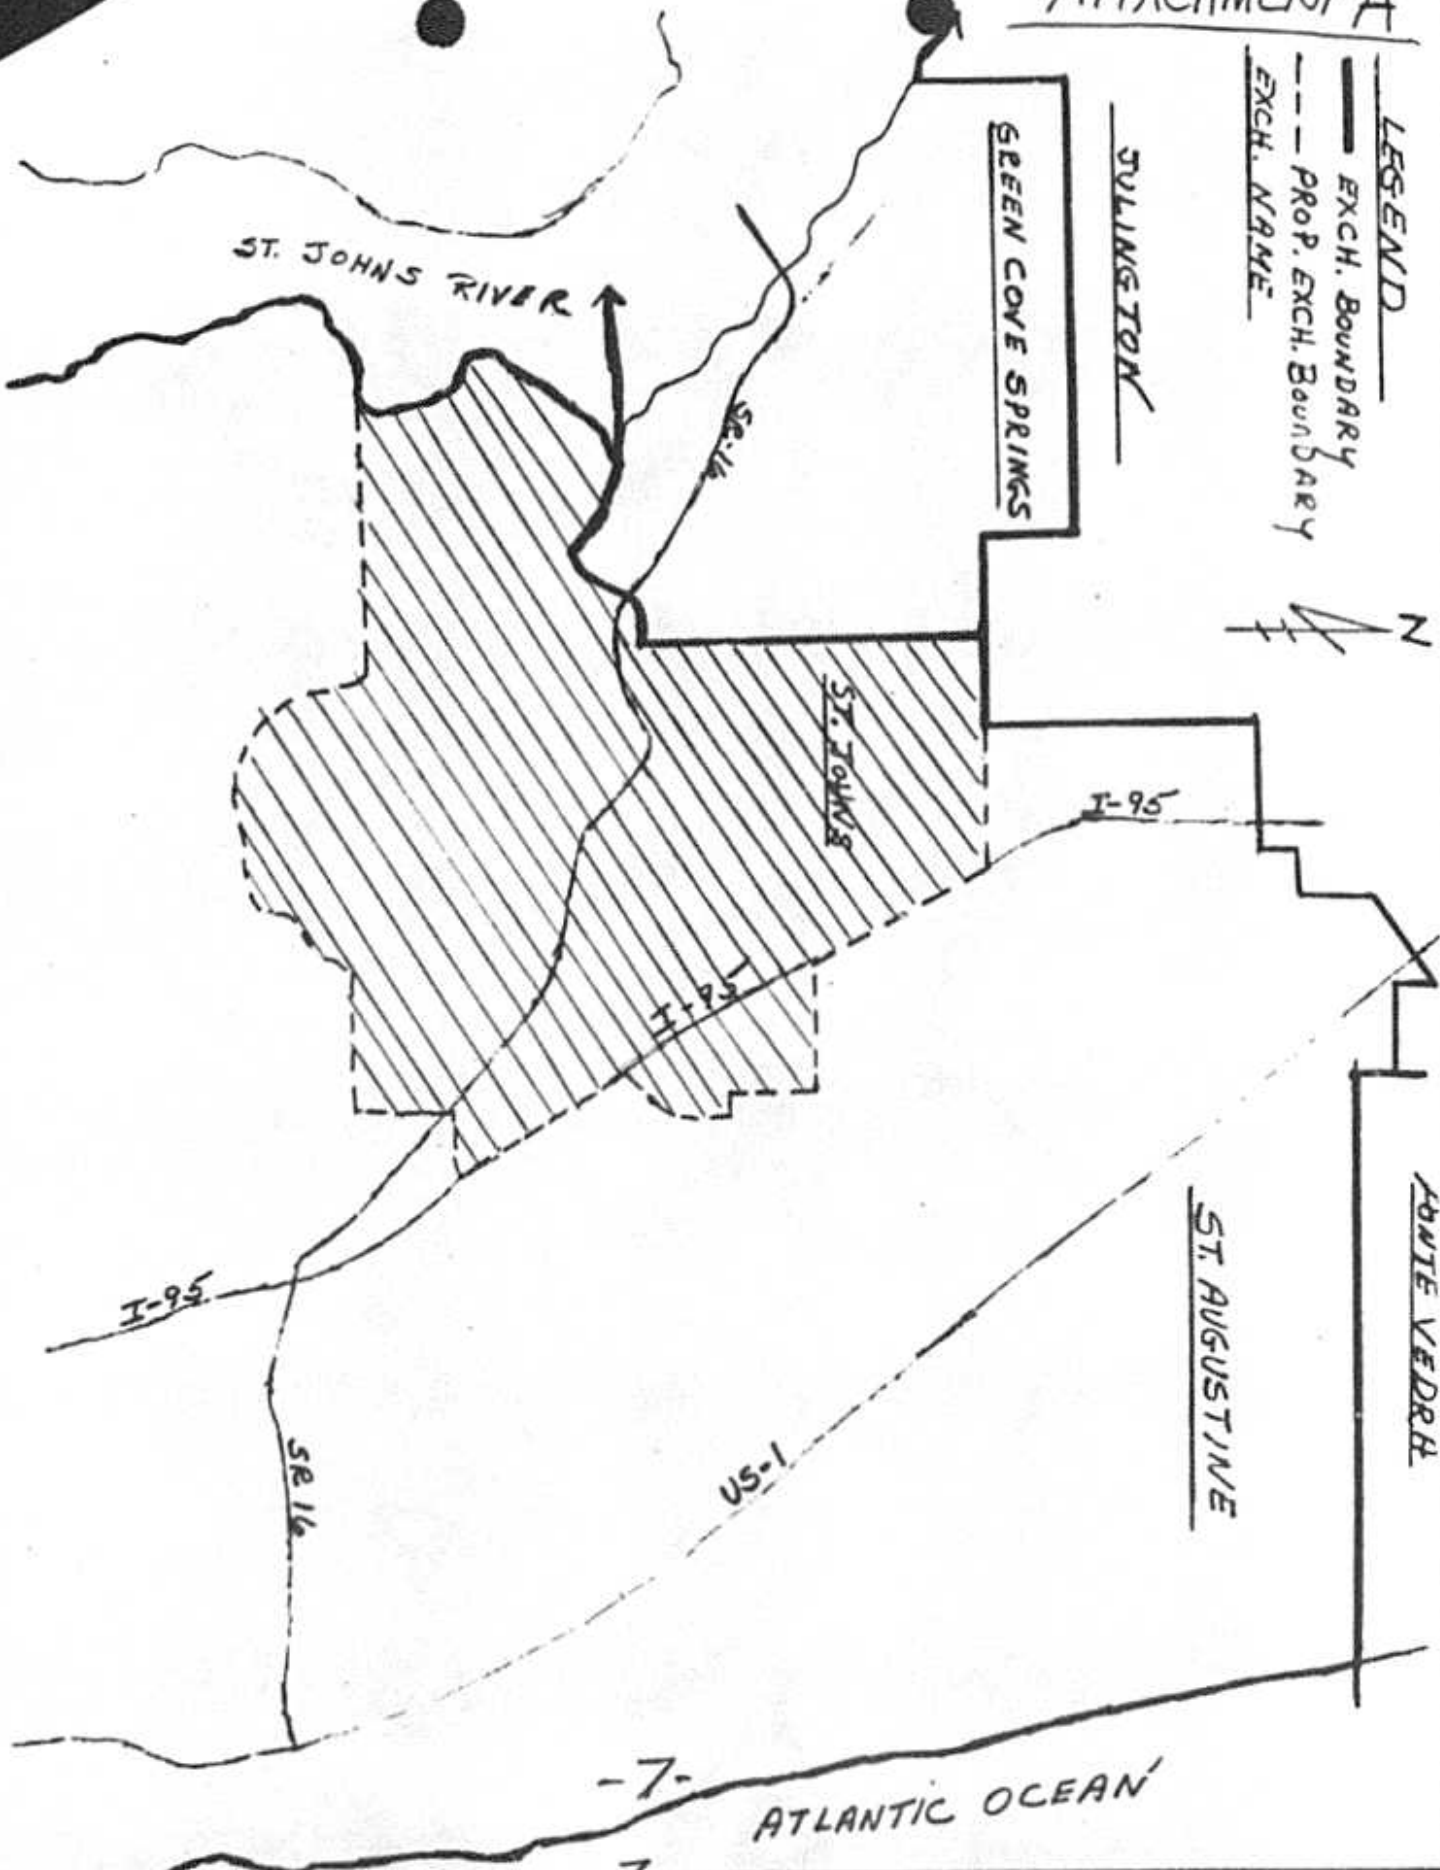 ATTACHMENT A
LEGEND
EXCH. BOUNDARY
PROP. EXCH. BOUNDARY
EXCH. NAME
N
JULINGTON
GREEN COVE SPRINGS
ST. JOHNS RIVER
SR-16
ST. JOHNS
I-95
I-95
I-95
SR 16
US-1
PONTE VEDRA
ST. AUGUSTINE
ATLANTIC OCEAN
-7-